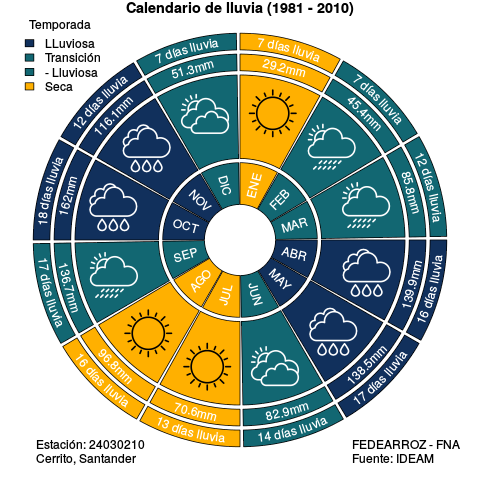 Calendario de lluvia (1981 - 2010)
Temporada
LLuviosa
Transición
- Lluviosa
Seca
7 días lluvia
29.2mm
ENE
7 días lluvia
45.4mm
FEB
12 días lluvia
85.8mm
MAR
16 días lluvia
139.9mm
ABR
17 días lluvia
138.5mm
MAY
14 días lluvia
82.9mm
JUN
13 días lluvia
70.6mm
JUL
16 días lluvia
96.8mm
AGO
17 días lluvia
136.7mm
SEP
18 días lluvia
162mm
OCT
12 días lluvia
116.1mm
NOV
7 días lluvia
51.3mm
DIC
Estación: 24030210
Cerrito, Santander
FEDEARROZ - FNA
Fuente: IDEAM